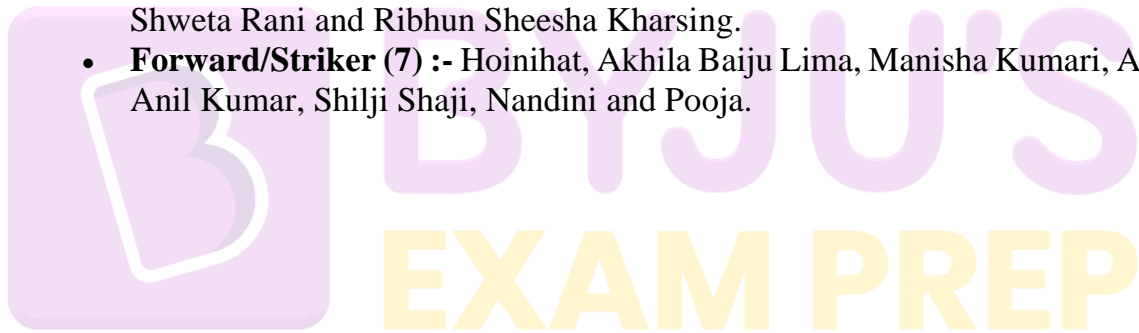 Shweta Rani and Ribhun Sheesha Kharsing.
• Forward/Striker (7) :- Hoinihat, Akhila Baiju Lima, Manisha Kumari, A
Anil Kumar, Shilji Shaji, Nandini and Pooja.
BYJU'S
EXAM PREP